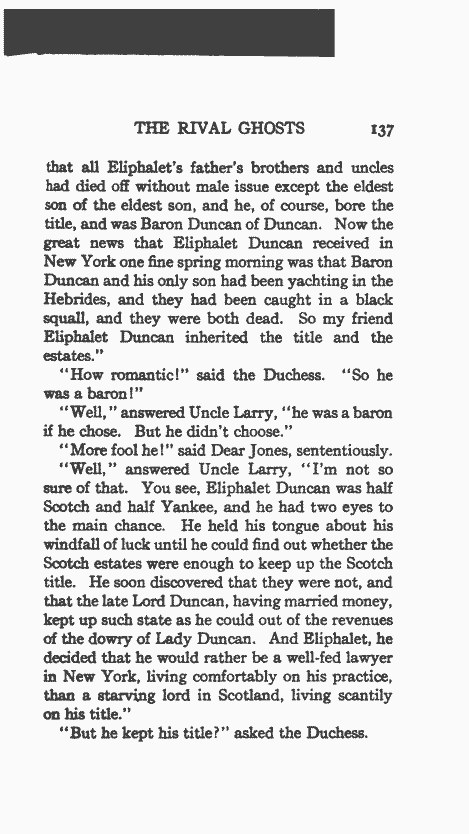 THE RIVAL GHOSTS 137
that all Eliphalet's father's brothers and uncles
had died off without male issue except the eldest
son of the eldest son, and he, of course, bore the
title, and was Baron Duncan of Duncan. Now the
great news that Eliphalet Duncan received in
New York one fine spring morning was that Baron
Duncan and his only son had been yachting in the
Hebrides, and they had been caught in a black
squall, and they were both dead. So my friend
Eliphalet Duncan inherited the title and the
estates."
"How romantic!" said the Duchess. "So he
was a baron!"
"Well," answered Uncle Larry, "he was a baron
if he chose. But he didn't choose."
"More fool he!" said Dear Jones, sententiously.
"Well," answered Uncle Larry, "I'm not so
sure of that. You see, Eliphalet Duncan was half
Scotch and half Yankee, and he had two eyes to
the main chance. He held his tongue about his
windfall of luck until he could find out whether the
Scotch estates were enough to keep up the Scotch
title. He soon discovered that they were not, and
that the late Lord Duncan, having married money,
kept up such state as he could out of the revenues
of the dowry of Lady Duncan. And Eliphalet, he
decided that he would rather be a well-fed lawyer
in New York, living comfortably on his practice,
than a starving lord in Scotland, living scantily
on his title."
"But he kept his title?" asked the Duchess.